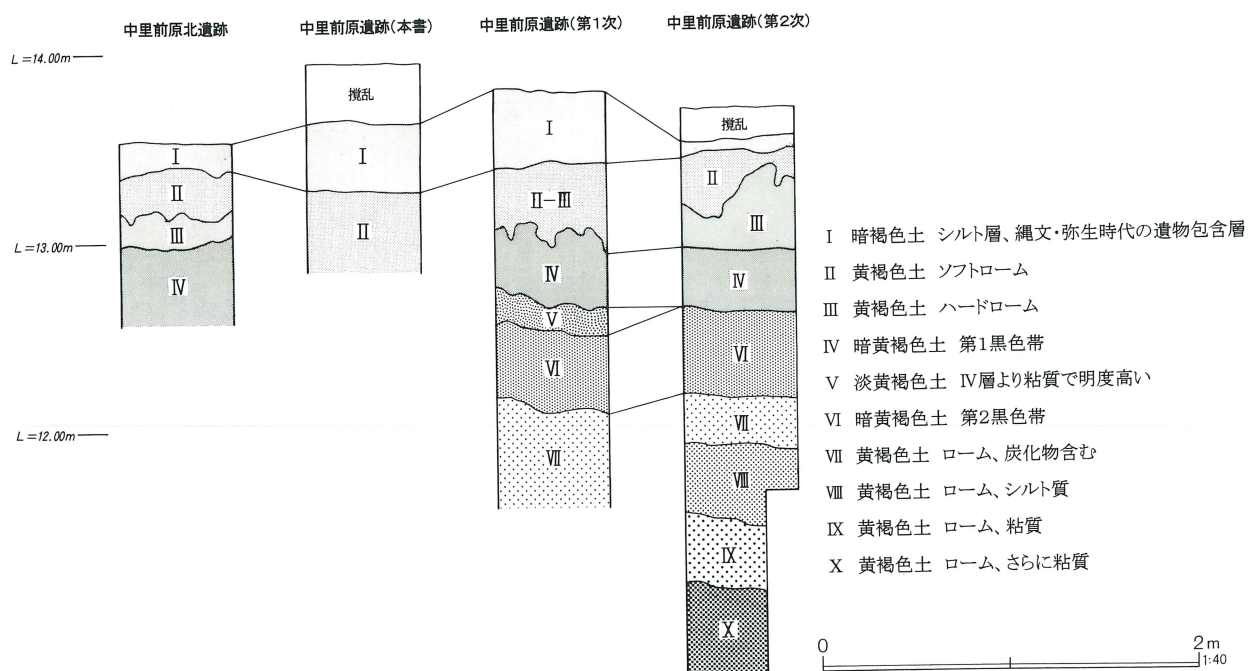 中里前原北遺跡
中里前原遺跡(本書)
中里前原遺跡(第1次)
中里前原遺跡(第2次)
L=14.00m
L=13.00m
L=12.00m
Ⅰ
Ⅱ
Ⅲ
Ⅳ
撹乱
Ⅰ
Ⅱ
Ⅰ
Ⅱ-Ⅲ
Ⅳ
Ⅴ
Ⅵ
Ⅶ
撹乱
Ⅱ
Ⅲ
Ⅳ
Ⅵ
Ⅶ
Ⅷ
Ⅸ
Ⅹ
Ⅰ 暗褐色土 シルト層、縄文・弥生時代の遺物包含層
Ⅱ 黄褐色土 ソフトローム
Ⅲ 黄褐色土 ハードローム
Ⅳ 暗黄褐色土 第1黒色帯
Ⅴ 淡黄褐色土 Ⅳ層より粘質で明度高い
Ⅵ 暗黄褐色土 第2黒色帯
Ⅶ 黄褐色土 ローム、炭化物含む
Ⅷ 黄褐色土 ローム、シルト質
Ⅸ 黄褐色土 ローム、粘質
Ⅹ 黄褐色土 ローム、さらに粘質
0 2m
1:40